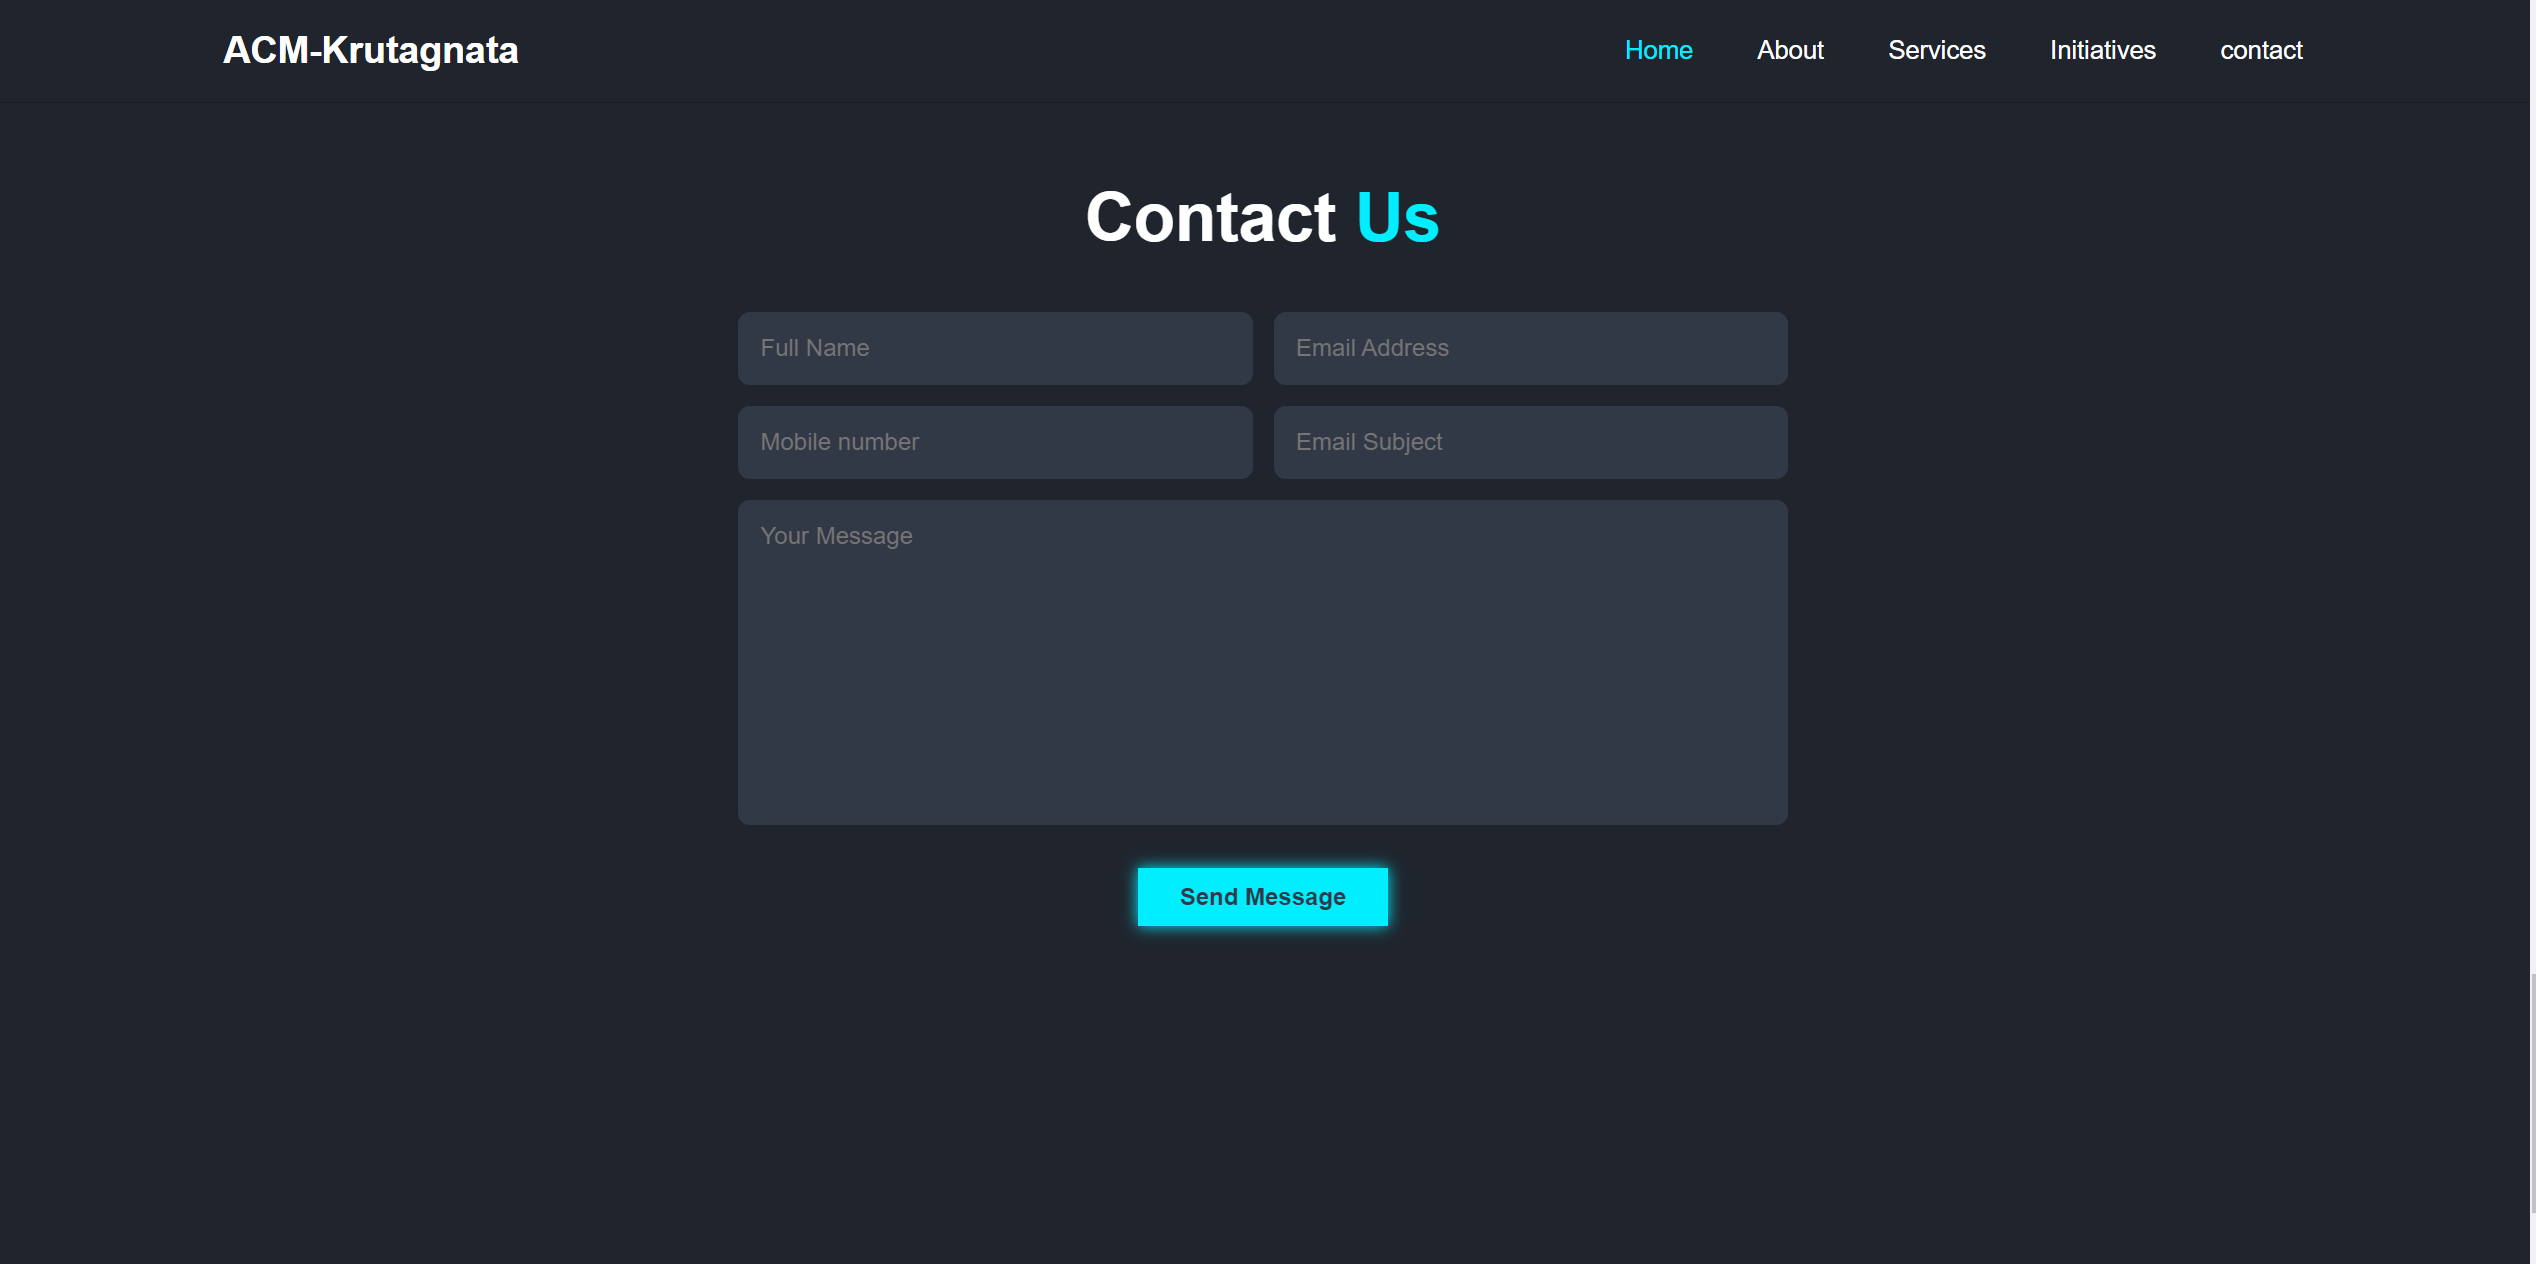 ACM-Krutagnata Home About Services Initiatives contact
Contact Us
Full Name Email Address
Mobile number Email Subject
Your Message
Send Message